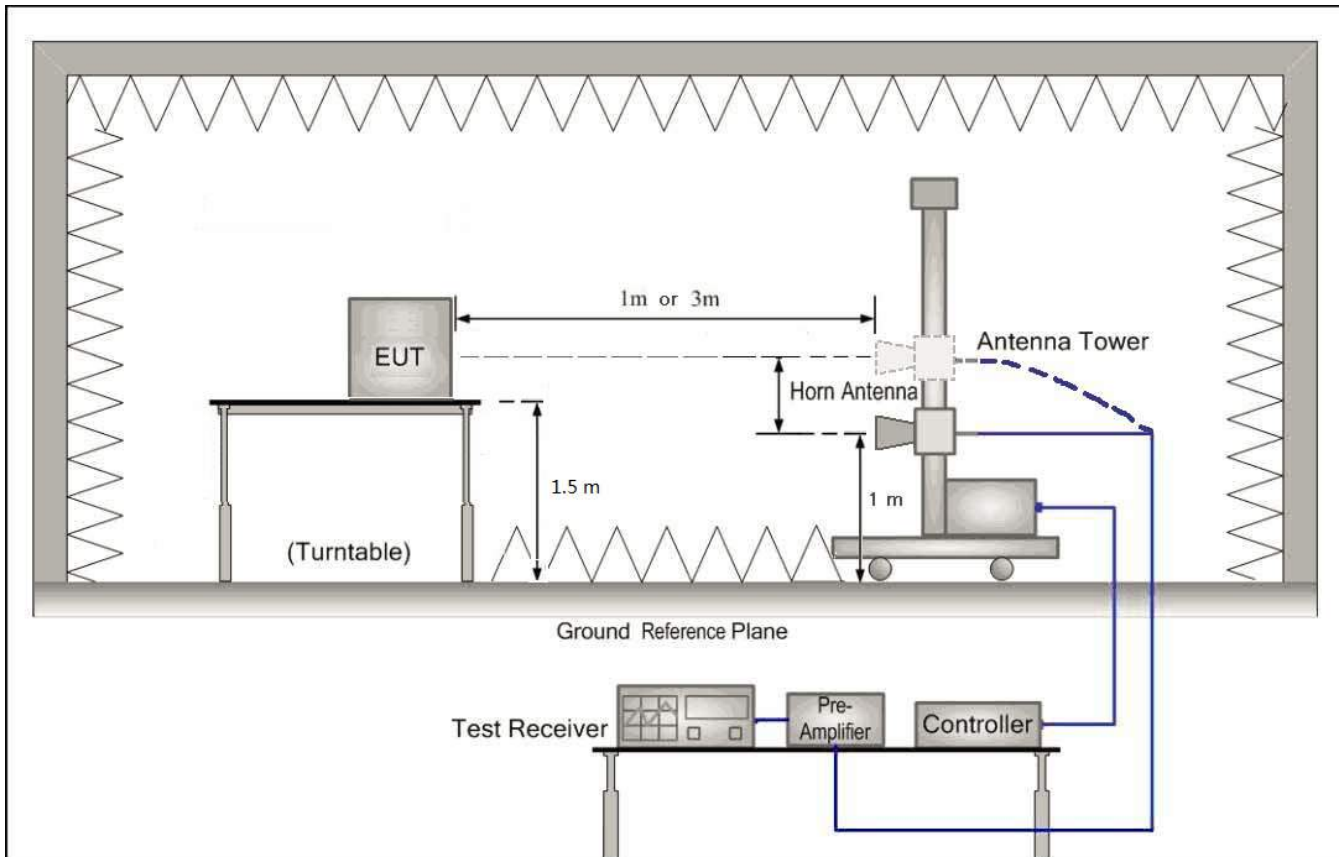 1m or 3m
EUT
Antenna Tower
Horn Antenna
1.5 m
1 m
(Turntable)
Ground Reference Plane
Test Receiver
Pre-
Amplifier
Controller